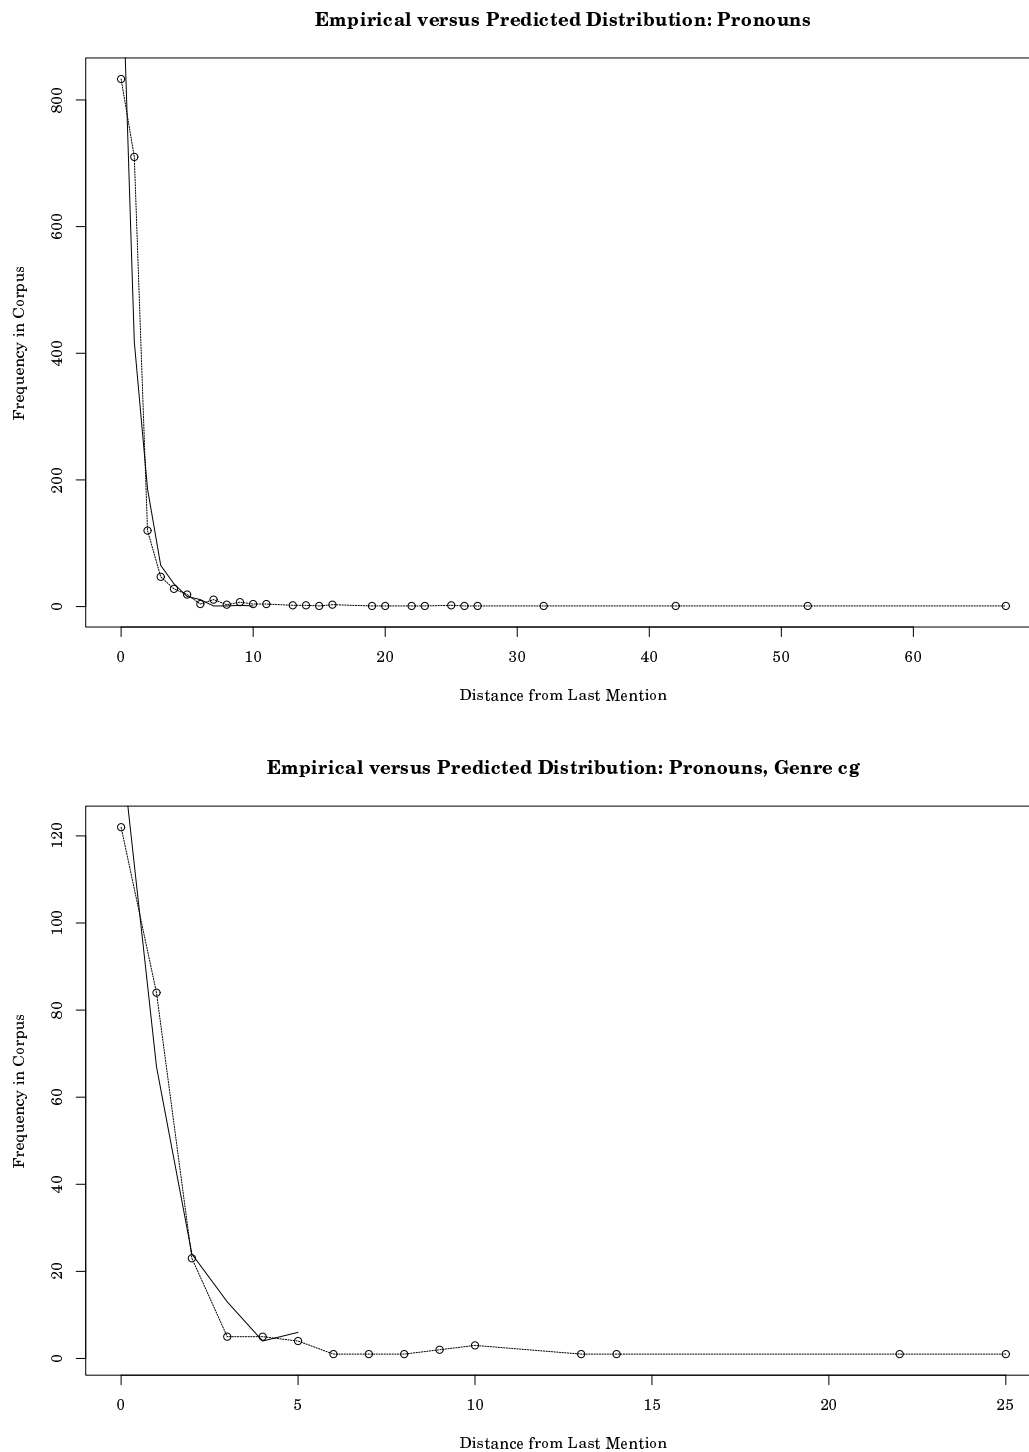 Empirical versus Predicted Distribution: Pronouns
Frequency in Corpus
800
600
400
200
0
0 10 20 30 40 50 60
Distance from Last Mention
Empirical versus Predicted Distribution: Pronouns, Genre cg
Frequency in Corpus
120
100
80
60
40
20
0
0 5 10 15 20 25
Distance from Last Mention